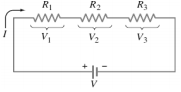 R1 R2 R3
I
V1 V2 V3
+ −
V